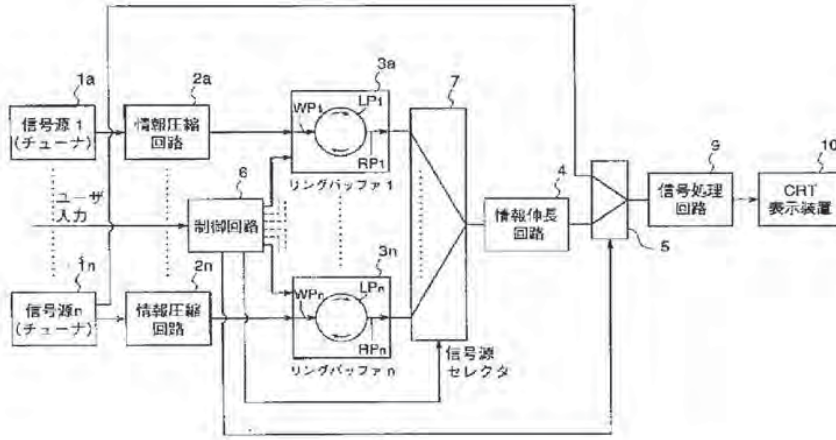 1a
信号源1
(チューナ)
2a
情報圧縮
回路
3a
WP1
LP1
RP1
リングバッファ1
7
ユーザ
入力
6
制御回路
4
情報伸長
回路
5
9
信号処理
回路
10
CRT
表示装置
1n
信号源n
(チューナ)
2n
情報圧縮
回路
3n
WPn
LPn
RPn
リングバッファn
信号源
セレクタ